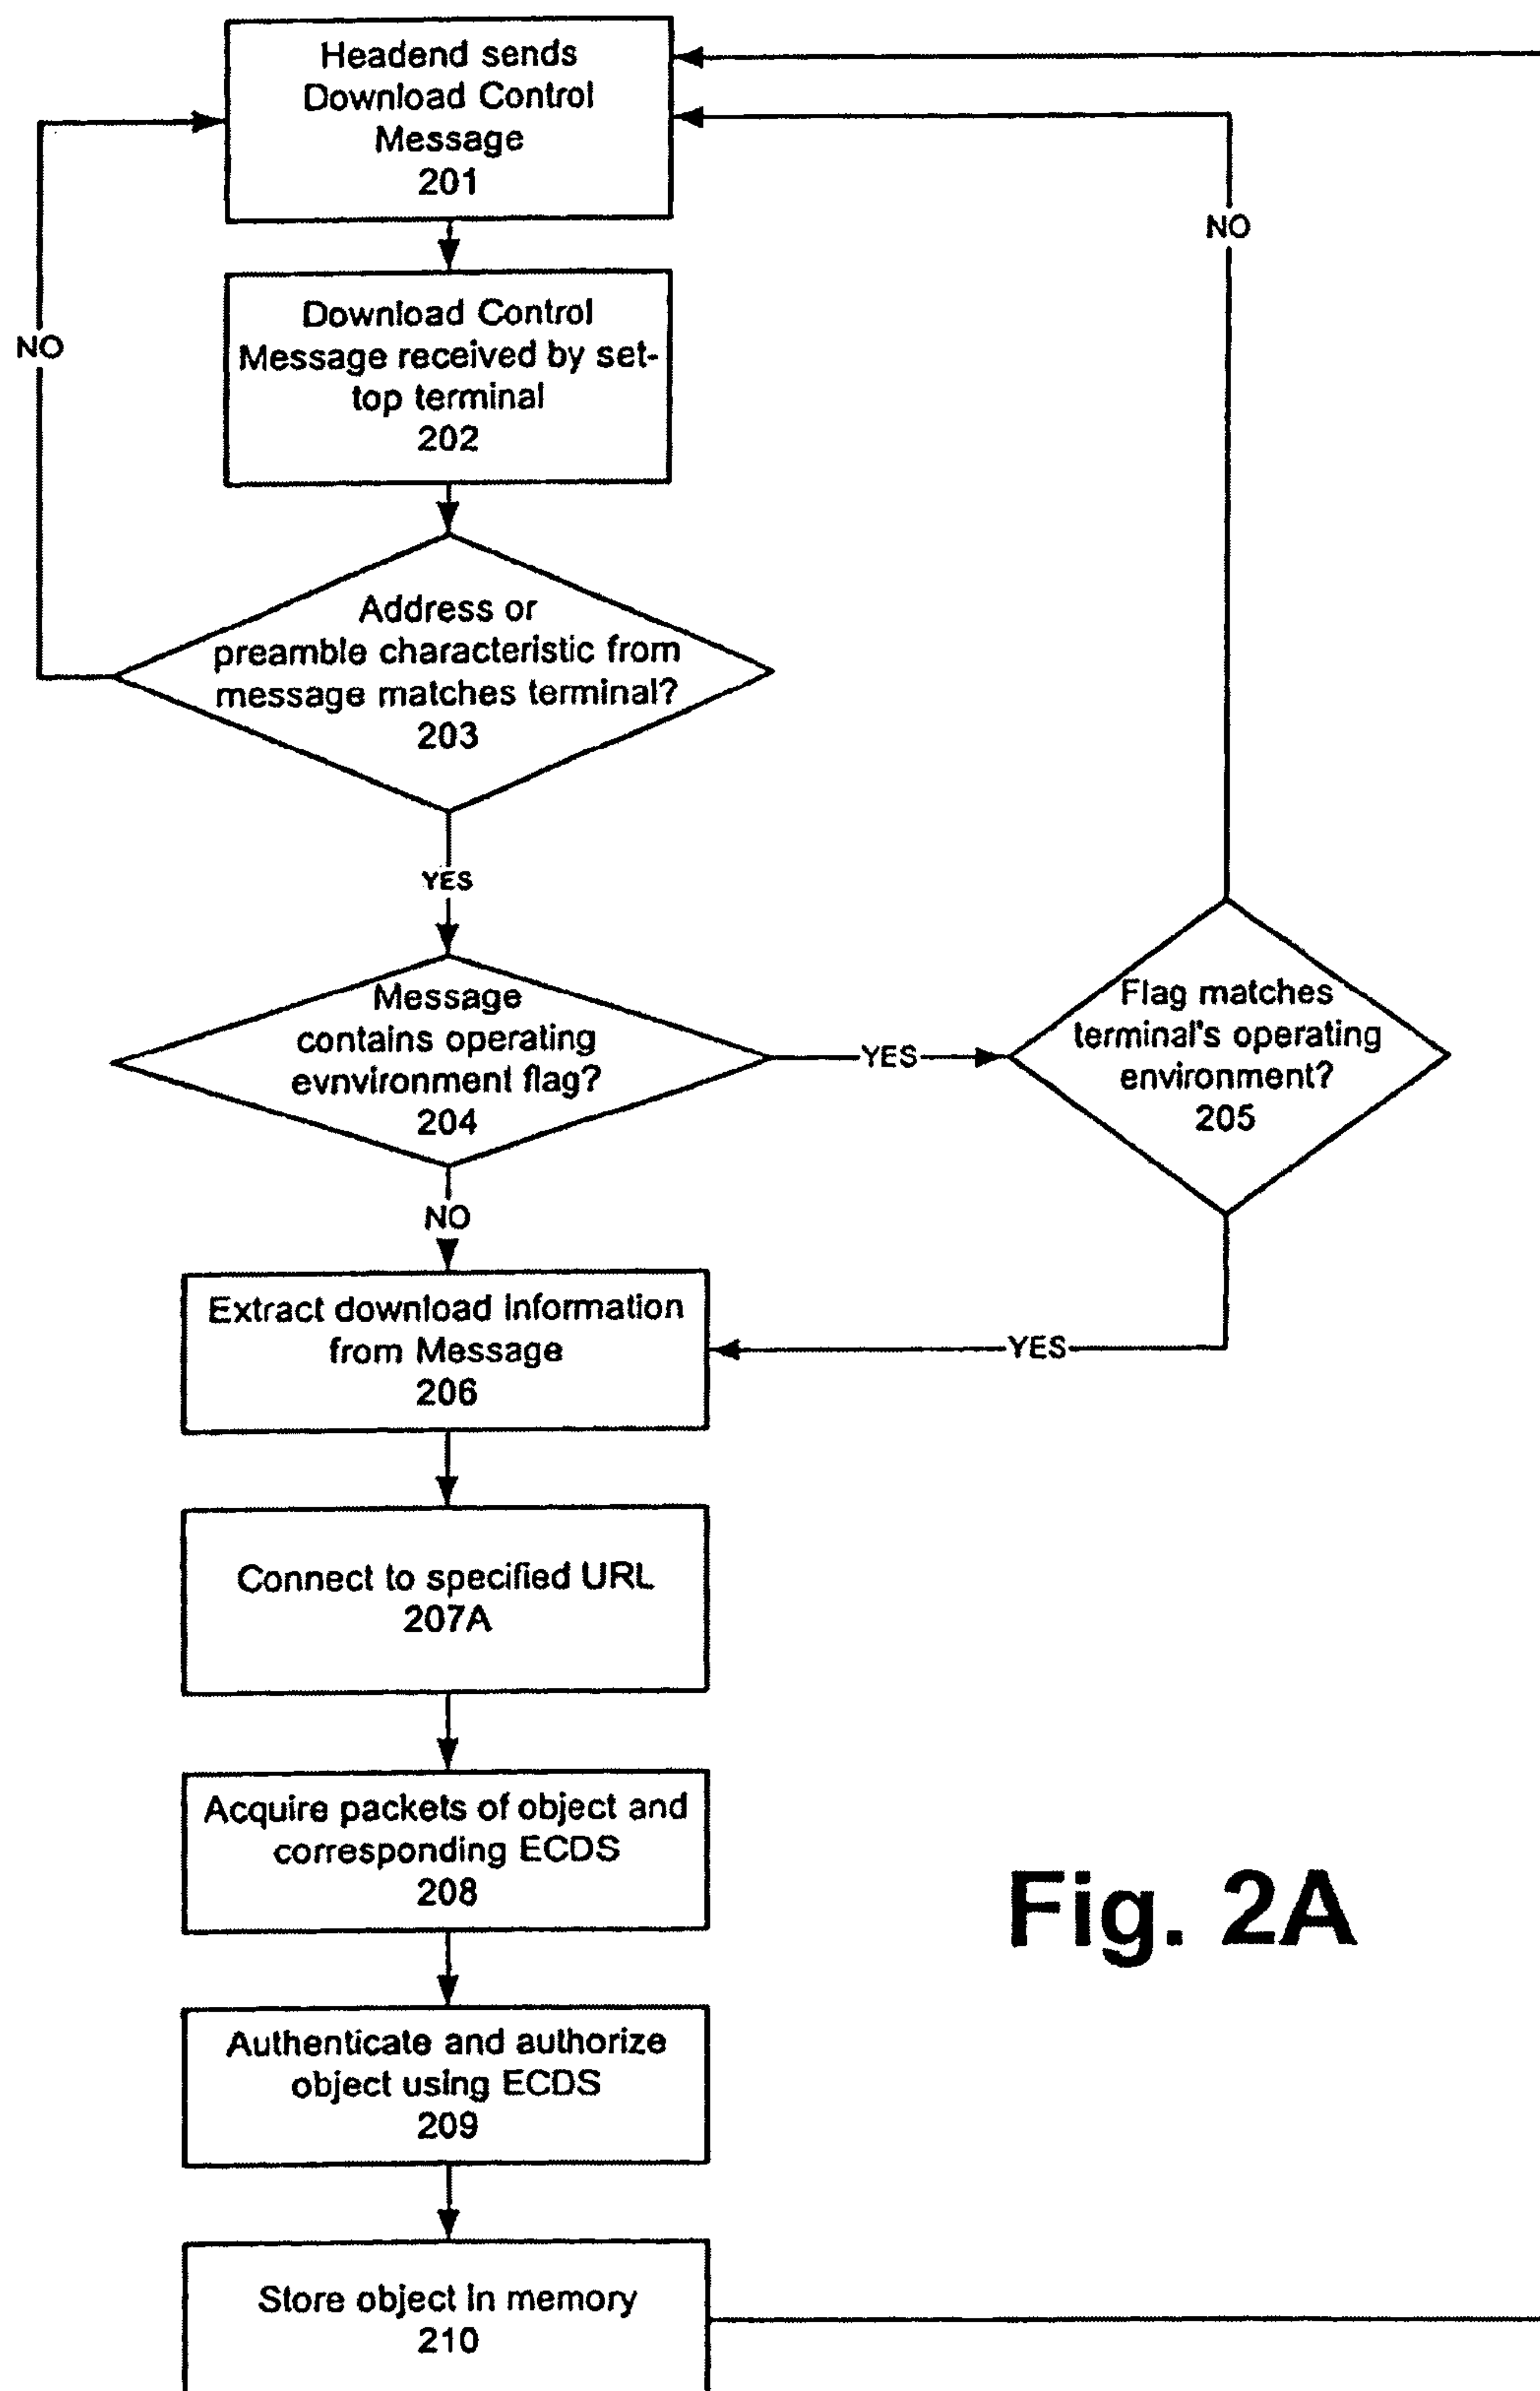 Headend sends
Download Control
Message
201
NO
NO
Download Control
Message received by set-
top terminal
202
Address or
preamble characteristic from
message matches terminal?
203
YES
Message
contains operating
evnvironment flag?
204
YES
Flag matches
terminal's operating
environment?
205
NO
Extract download information
from Message
206
YES
Connect to specified URL
207A
Acquire packets of object and
corresponding ECDS
208
Fig. 2A
Authenticate and authorize
object using ECDS
209
Store object in memory
210